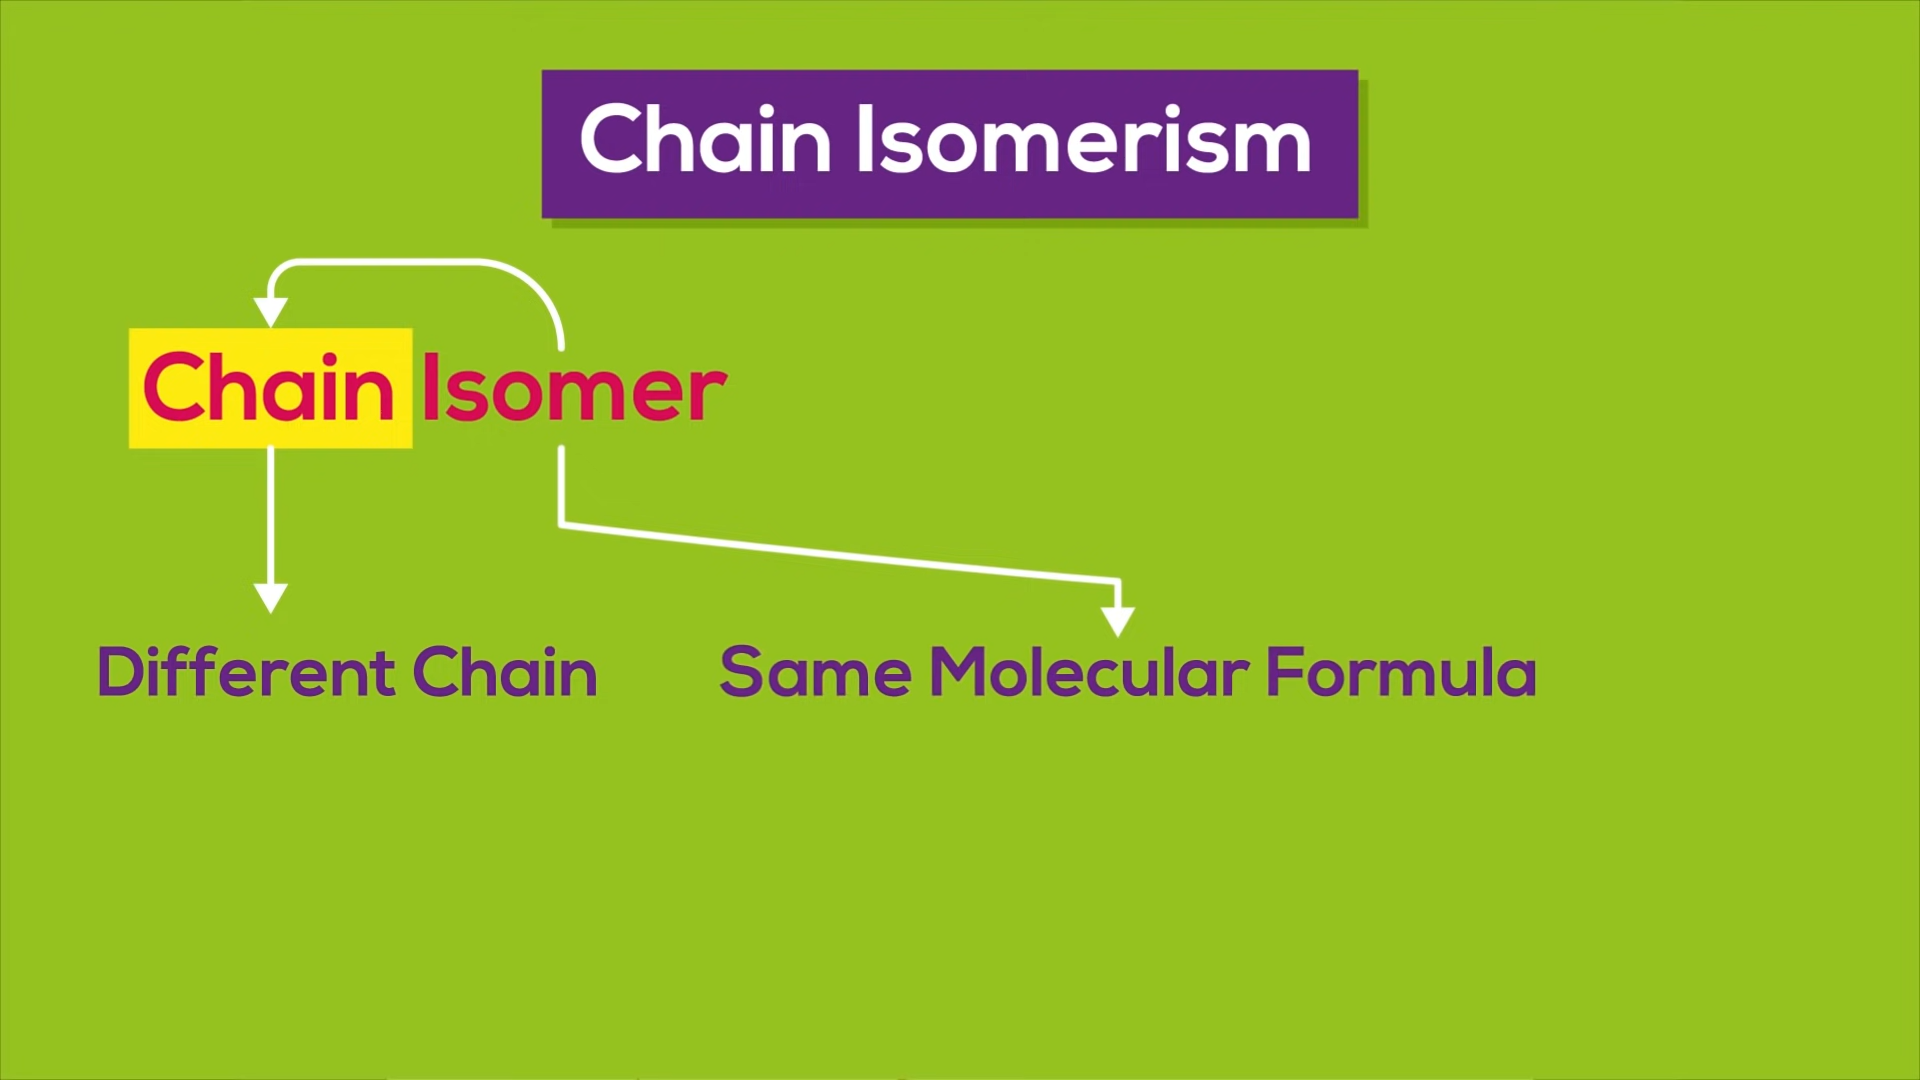 Chain Isomerism
Chain Isomer
Different Chain
Same Molecular Formula